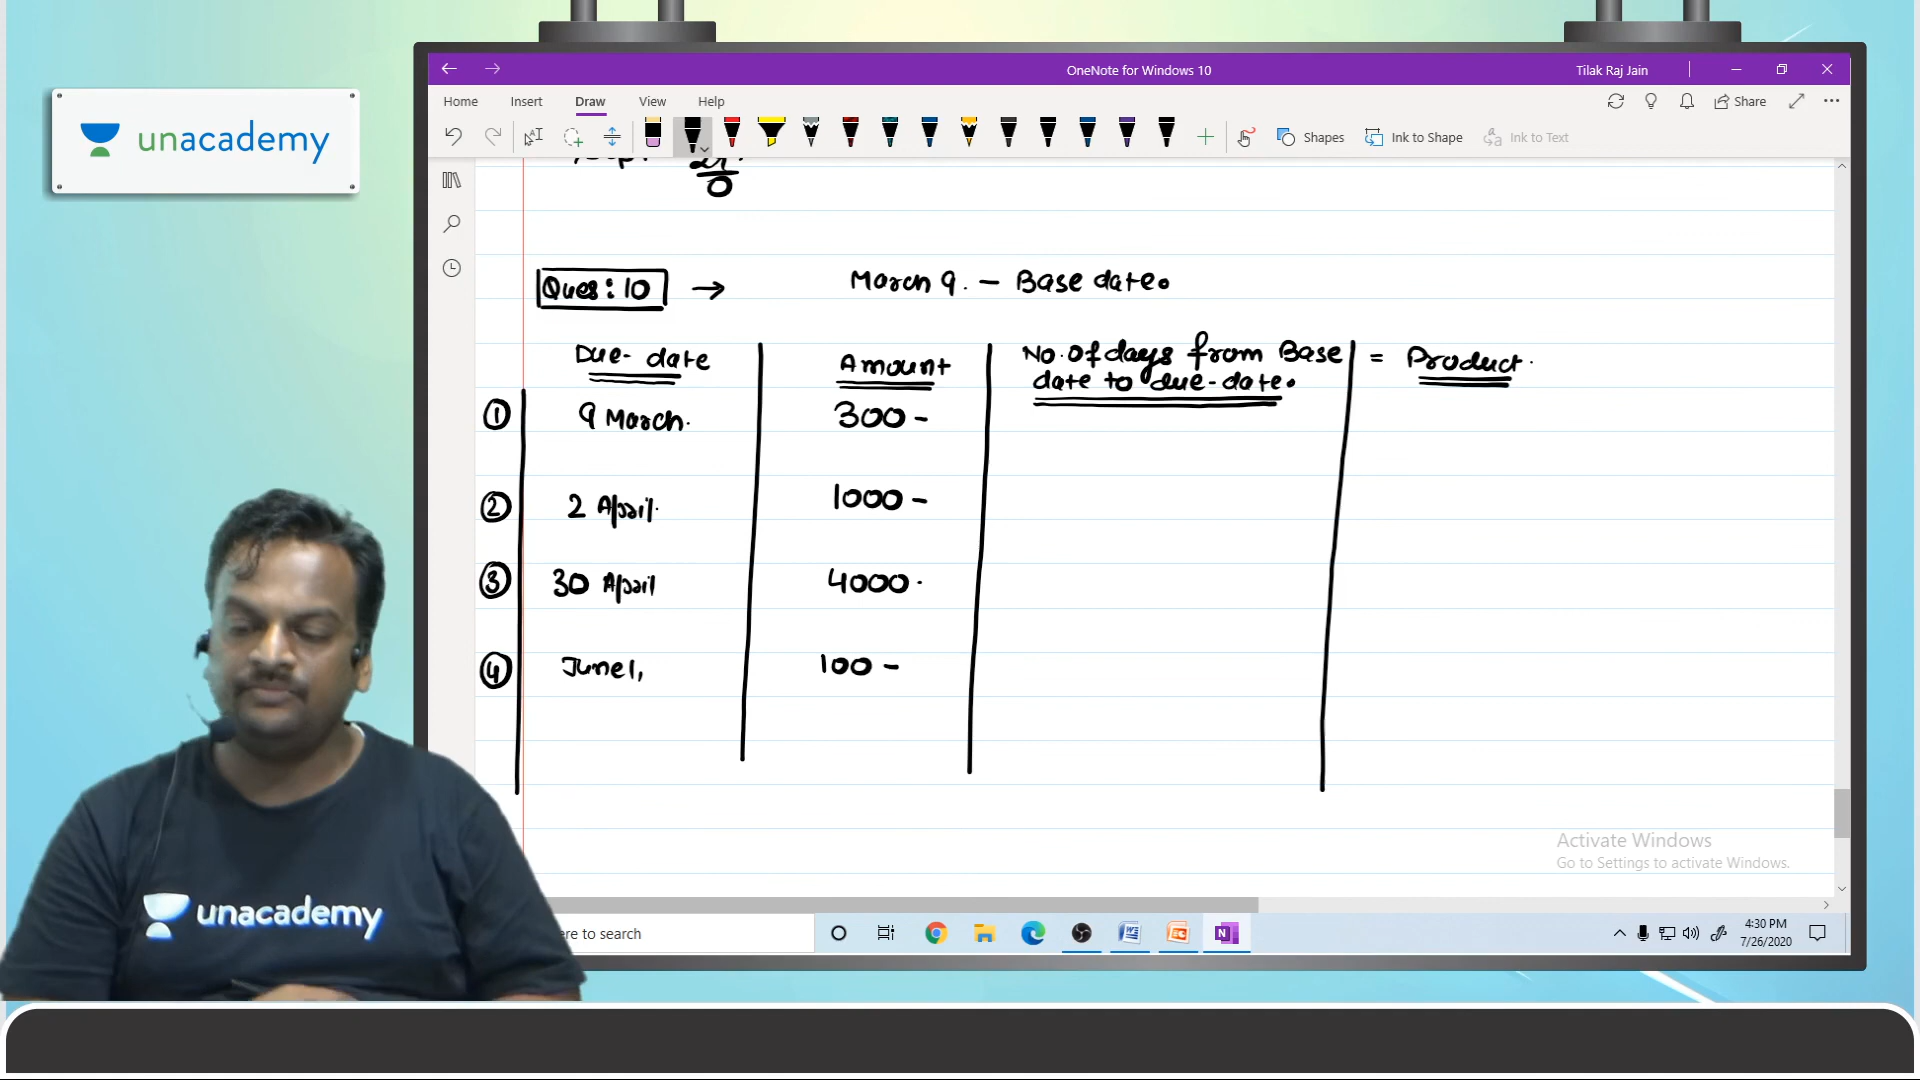 unacademy
OneNote for Windows 10
Tilak Raj Jain
Home Insert Draw View Help
Share
Shapes Ink to Shape Ink to Text
0
Ques: 10 → March 9. - Base date.
Due-date Amount No. of days from Base date to due-date. = Product.
① 9 March. 300 -
② 2 April. 1000 -
③ 30 April 4000.
④ June 1, 100 -
Activate Windows
Go to Settings to activate Windows.
unacademy
ere to search
4:30 PM
7/26/2020